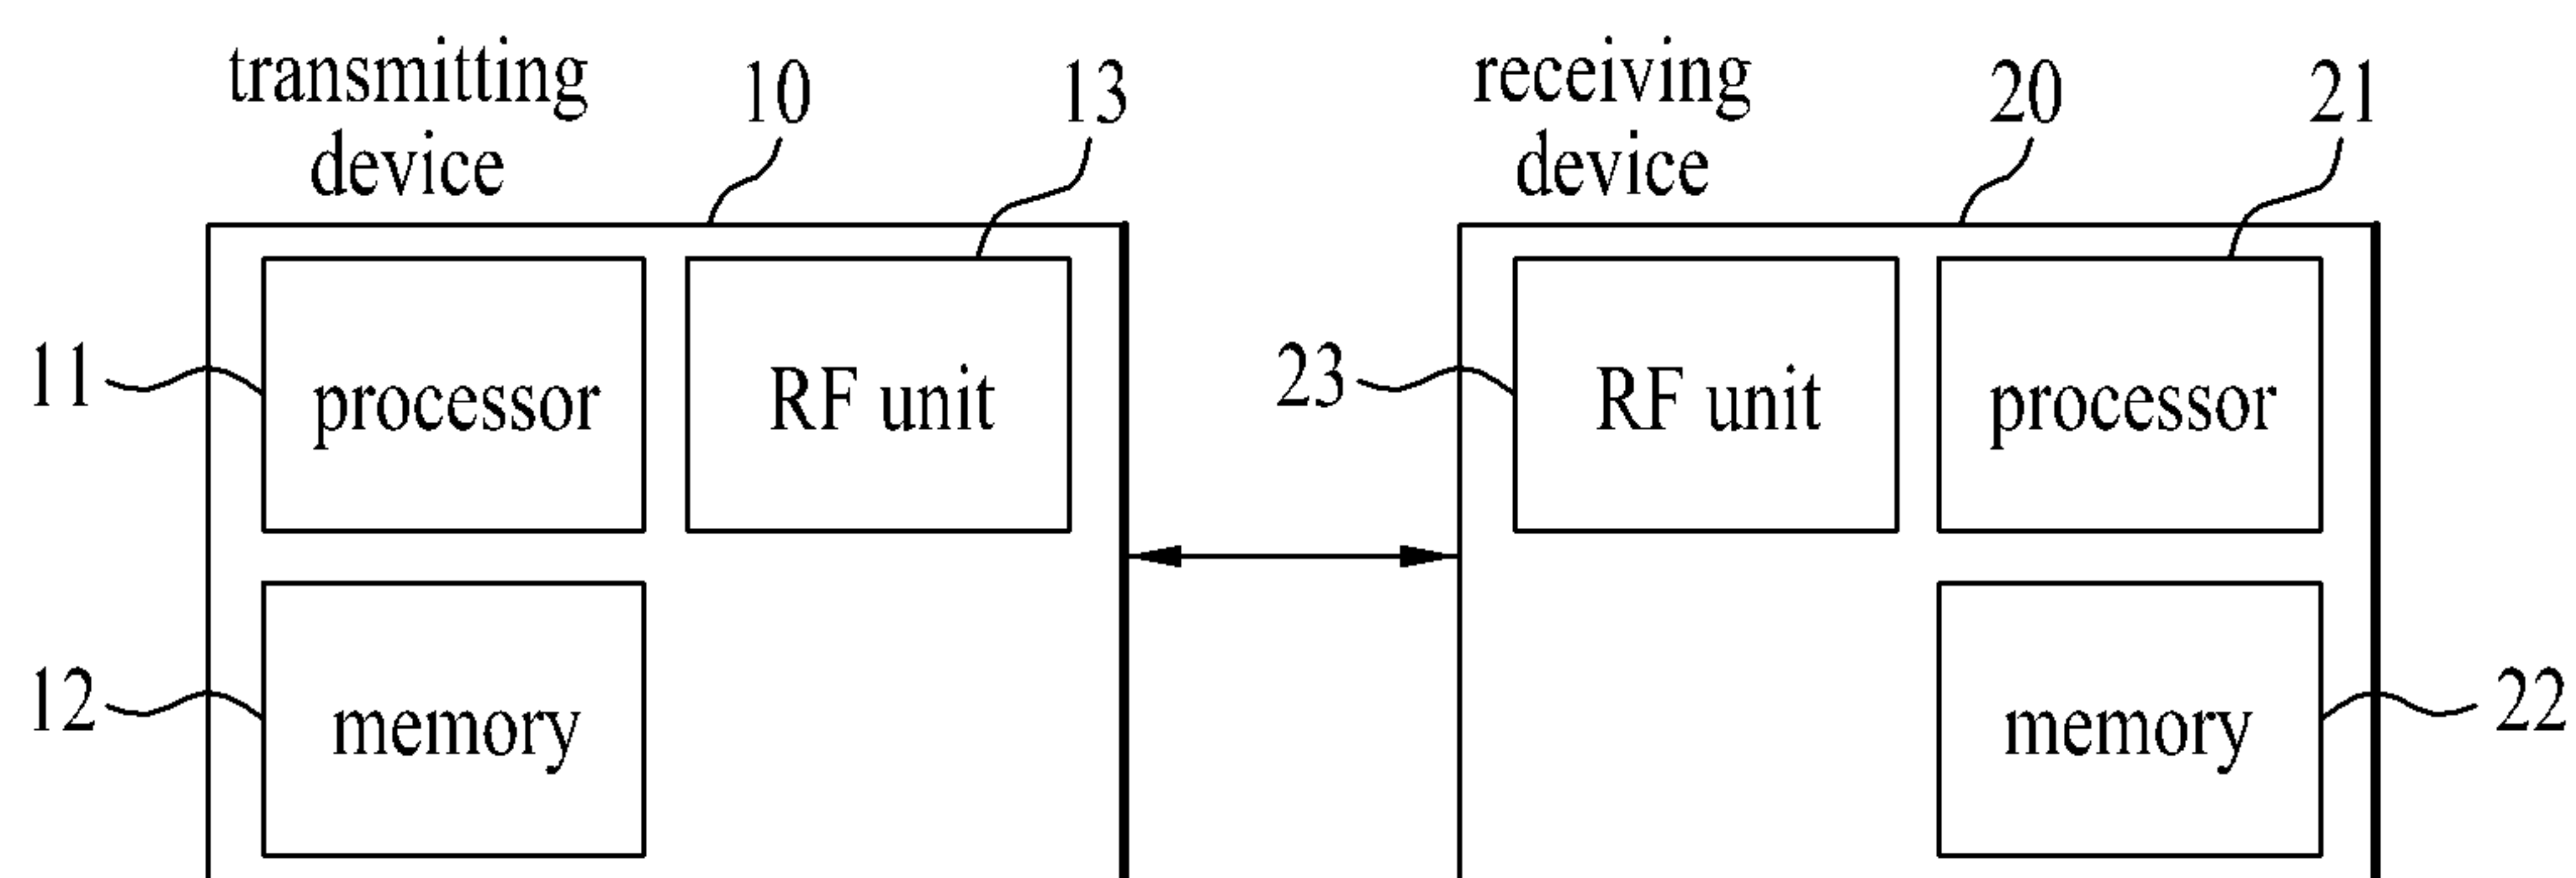 transmitting
device
10
13
receiving
device
20
21
11
processor
RF unit
23
RF unit
processor
12
memory
memory
22